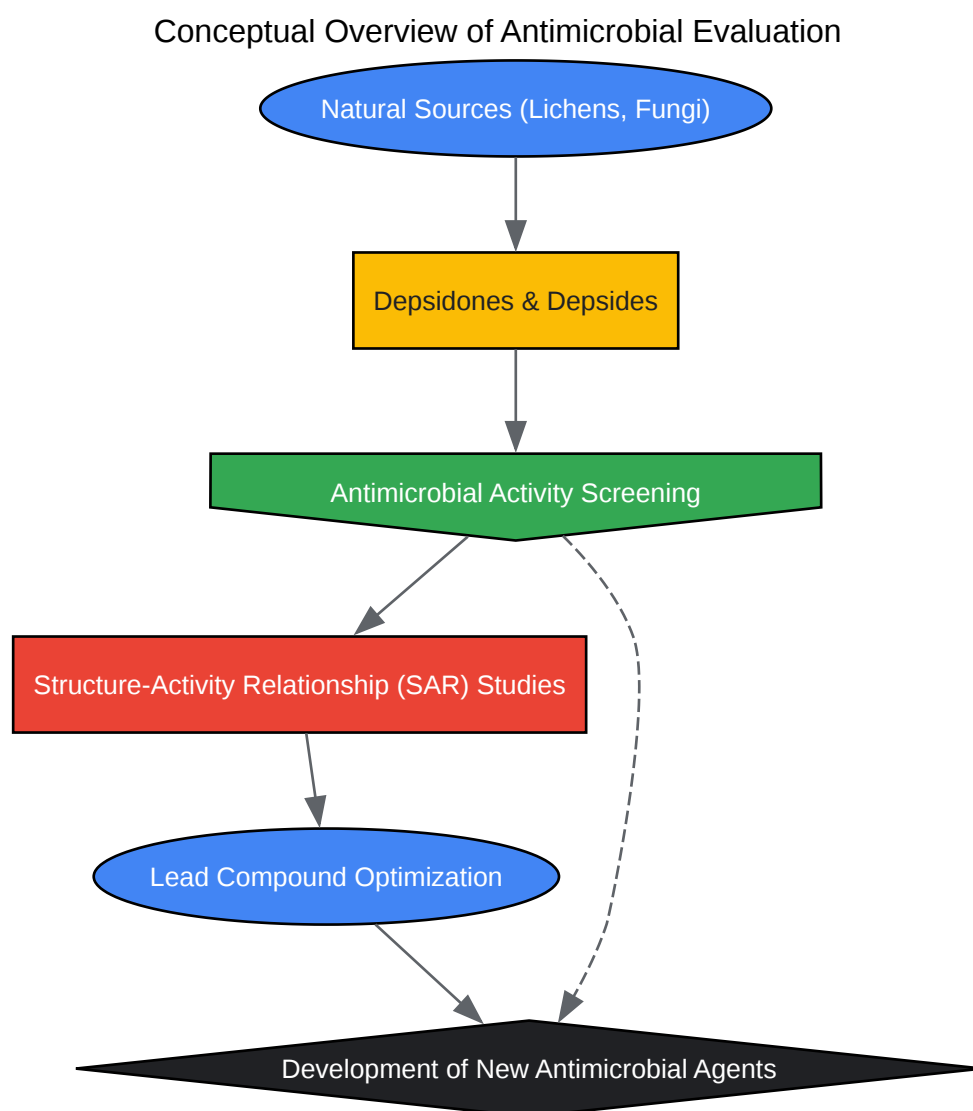 Conceptual Overview of Antimicrobial Evaluation
Natural Sources (Lichens, Fungi)
Depsidones & Depsides
Antimicrobial Activity Screening
Structure-Activity Relationship (SAR) Studies
Lead Compound Optimization
Development of New Antimicrobial Agents